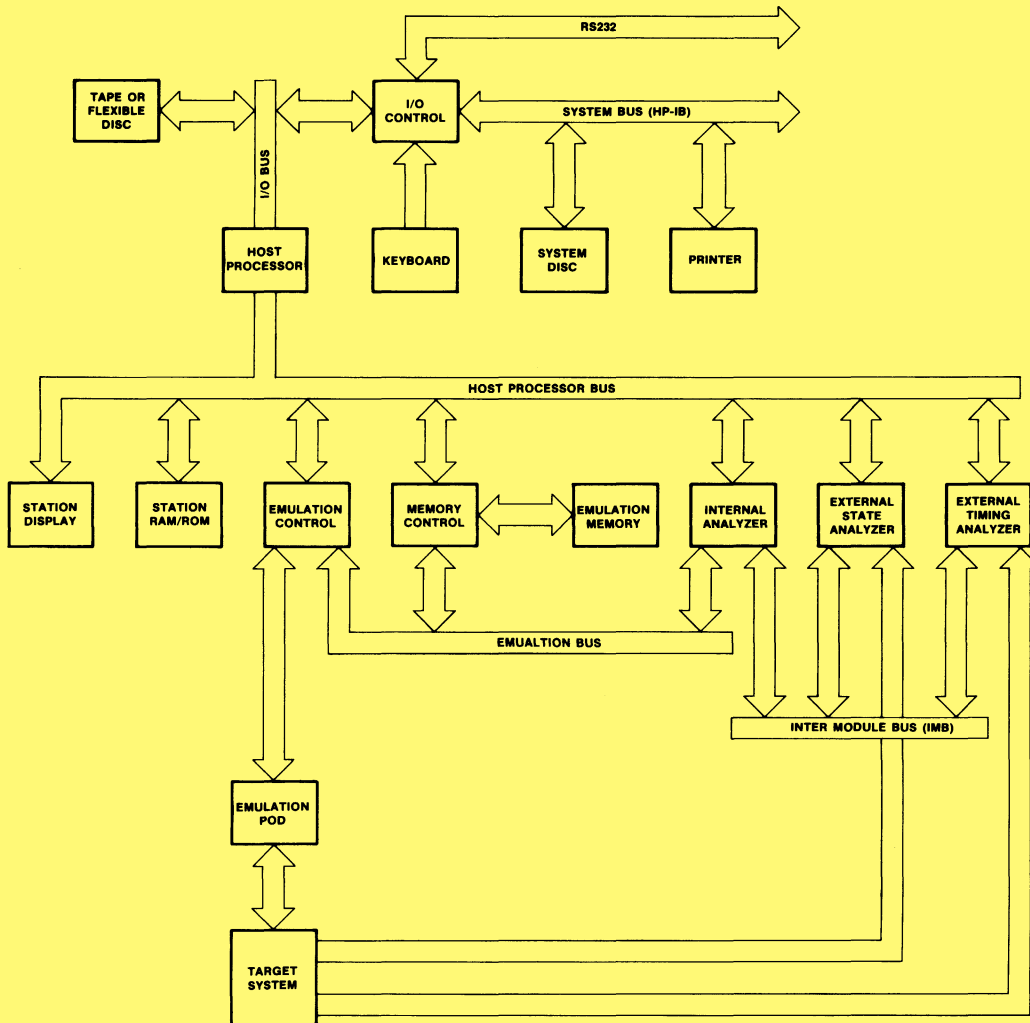 RS232
TAPE OR
FLEXIBLE
DISC
I/O
CONTROL
SYSTEM BUS (HP-IB)
I/O BUS
HOST
PROCESSOR
KEYBOARD
SYSTEM
DISC
PRINTER
HOST PROCESSOR BUS
STATION
DISPLAY
STATION
RAM/ROM
EMULATION
CONTROL
MEMORY
CONTROL
EMULATION
MEMORY
INTERNAL
ANALYZER
EXTERNAL
STATE
ANALYZER
EXTERNAL
TIMING
ANALYZER
EMUALTION BUS
INTER MODULE BUS (IMB)
EMULATION
POD
TARGET
SYSTEM